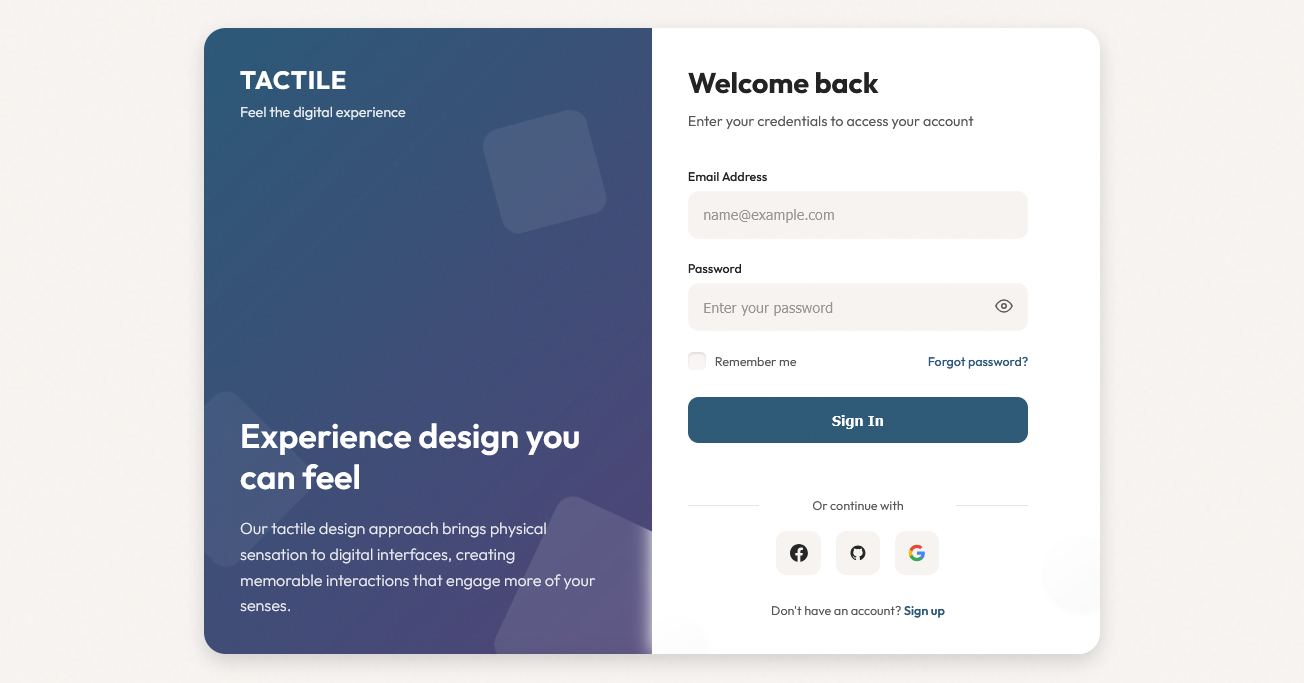 TACTILE
Feel the digital experience
Experience design you
can feel
Our tactile design approach brings physical
sensation to digital interfaces, creating
memorable interactions that engage more of your
senses.
Welcome back
Enter your credentials to access your account
Email Address
name@example.com
Password
Enter your password
Remember me Forgot password?
Sign In
Or continue with
Don't have an account? Sign up